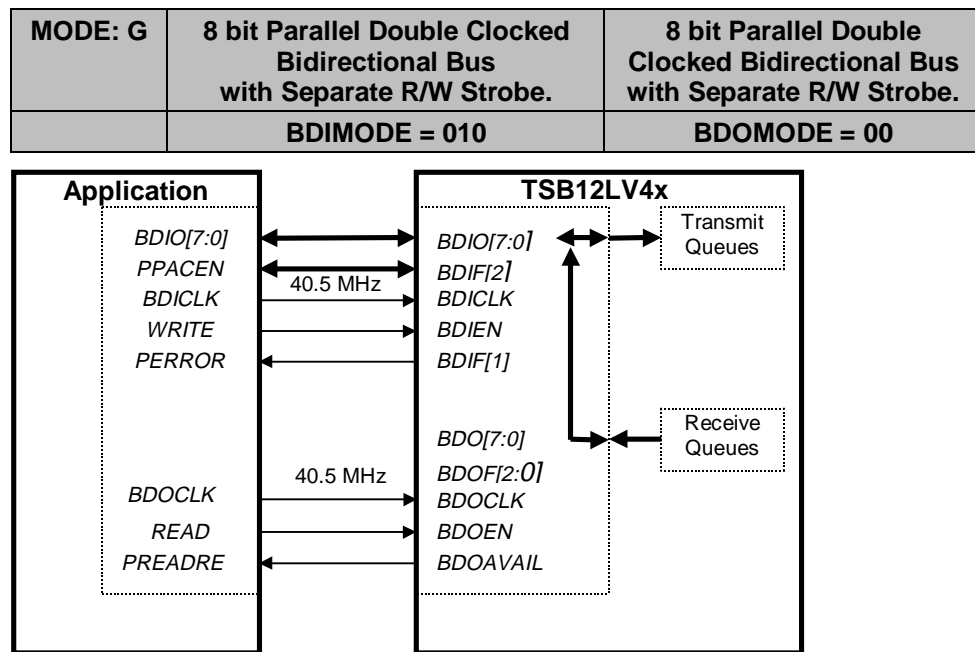 MODE: G
8 bit Parallel Double Clocked
Bidirectional Bus
with Separate R/W Strobe.
8 bit Parallel Double
Clocked Bidirectional Bus
with Separate R/W Strobe.
BDIMODE = 010
BDOMODE = 00
Application
TSB12LV4x
BDIO[7:0]
PPACEN
BDICLK
WRITE
PERROR
40.5 MHz
BDIO[7:0]
BDIF[2]
BDICLK
BDIEN
BDIF[1]
Transmit
Queues
BDOCLK
READ
PREADRE
40.5 MHz
BDO[7:0]
BDOF[2:0]
BDOCLK
BDOEN
BDOAVAIL
Receive
Queues